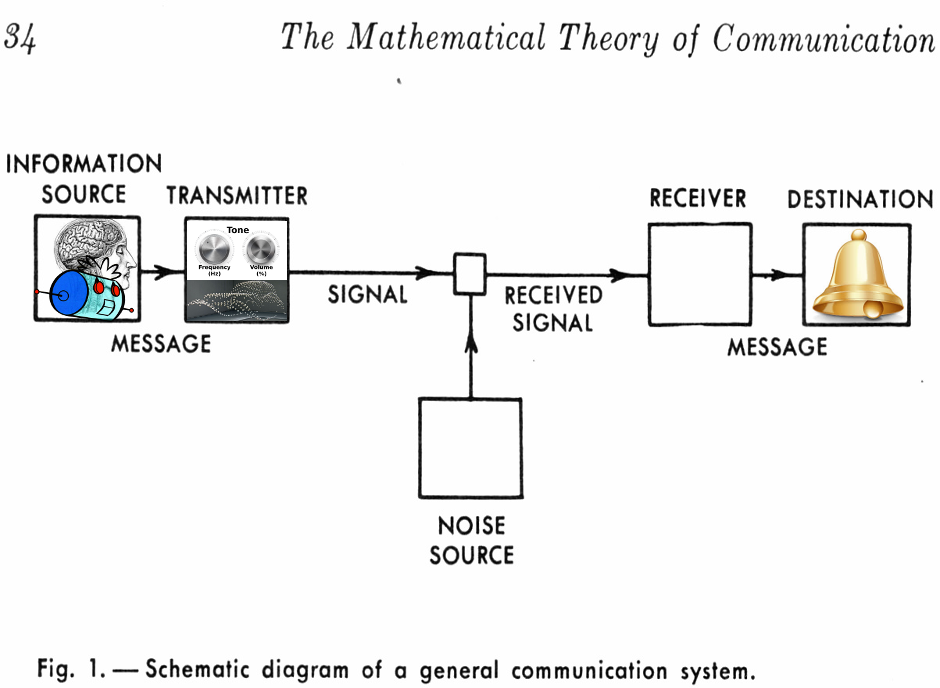 34 The Mathematical Theory of Communication
INFORMATION
SOURCE TRANSMITTER RECEIVER DESTINATION
Tone
Frequency
(Hz)
Volume
(%)
SIGNAL
RECEIVED
SIGNAL
MESSAGE
MESSAGE
NOISE
SOURCE
Fig. 1. — Schematic diagram of a general communication system.